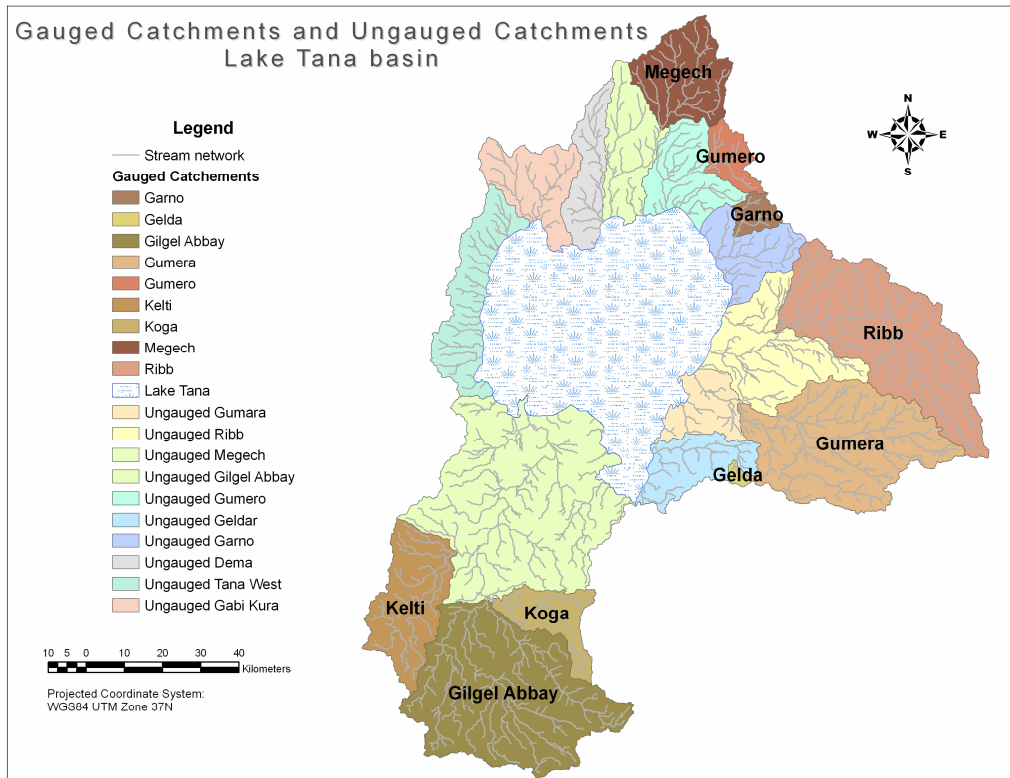 Gauged Catchments and Ungauged Catchments
Lake Tana basin
Legend
Stream network
Gauged Catchements
Garno
Gelda
Gilgel Abbay
Gumera
Gumero
Kelti
Koga
Megech
Ribb
Lake Tana
Ungauged Gumara
Ungauged Ribb
Ungauged Megech
Ungauged Gilgel Abbay
Ungauged Gumero
Ungauged Geldar
Ungauged Garno
Ungauged Dema
Ungauged Tana West
Ungauged Gabi Kura
10 5 0 10 20 30 40
Kilometers
Projected Coordinate System:
WGS84 UTM Zone 37N
N
W E
S
Megech
Gumero
Garno
Ribb
Gumera
Gelda
Kelti
Koga
Gilgel Abbay